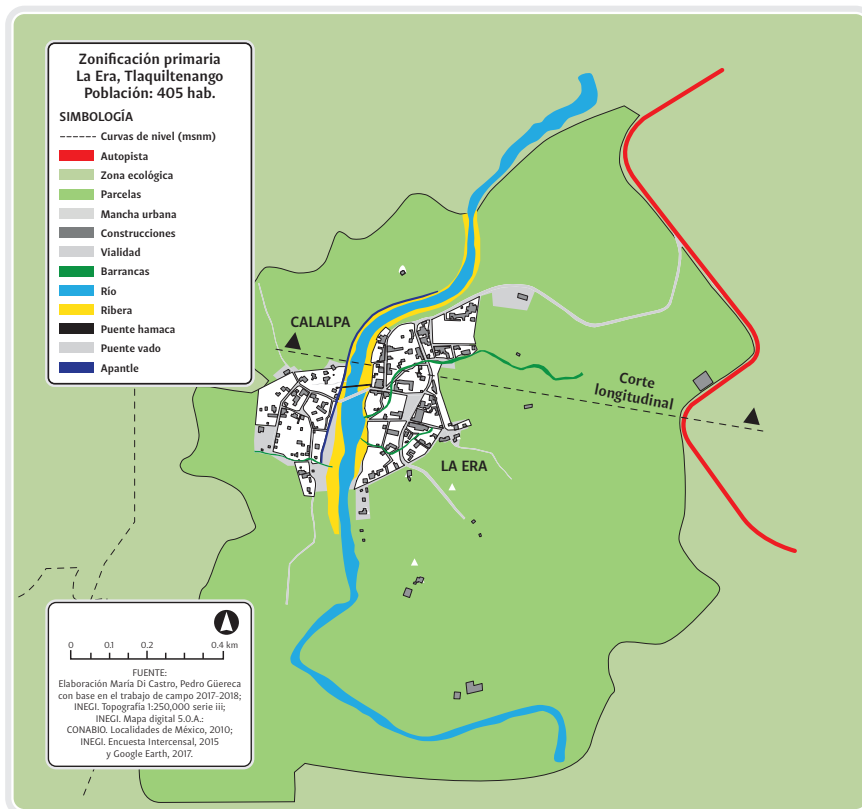 Zonificación primaria
La Era, Tlaquiltenango
Población: 405 hab.
SIMBOLOGÍA
Curvas de nivel (msnm)
Autopista
Zona ecológica
Parcelas
Mancha urbana
Construcciones
Vialidad
Barrancas
Río
Ribera
Puente hamaca
Puente vado
Apantle
CALALPA
Corte
longitudinal
LA ERA
0 0.1 0.2 0.4 km
FUENTE:
Elaboración María Di Castro, Pedro Güereca
con base en el trabajo de campo 2017-2018;
INEGI. Topografía 1:250,000 serie iii;
INEGI. Mapa digital 5.0.A.:
CONABIO. Localidades de México, 2010;
INEGI. Encuesta Intercensal, 2015
y Google Earth, 2017.